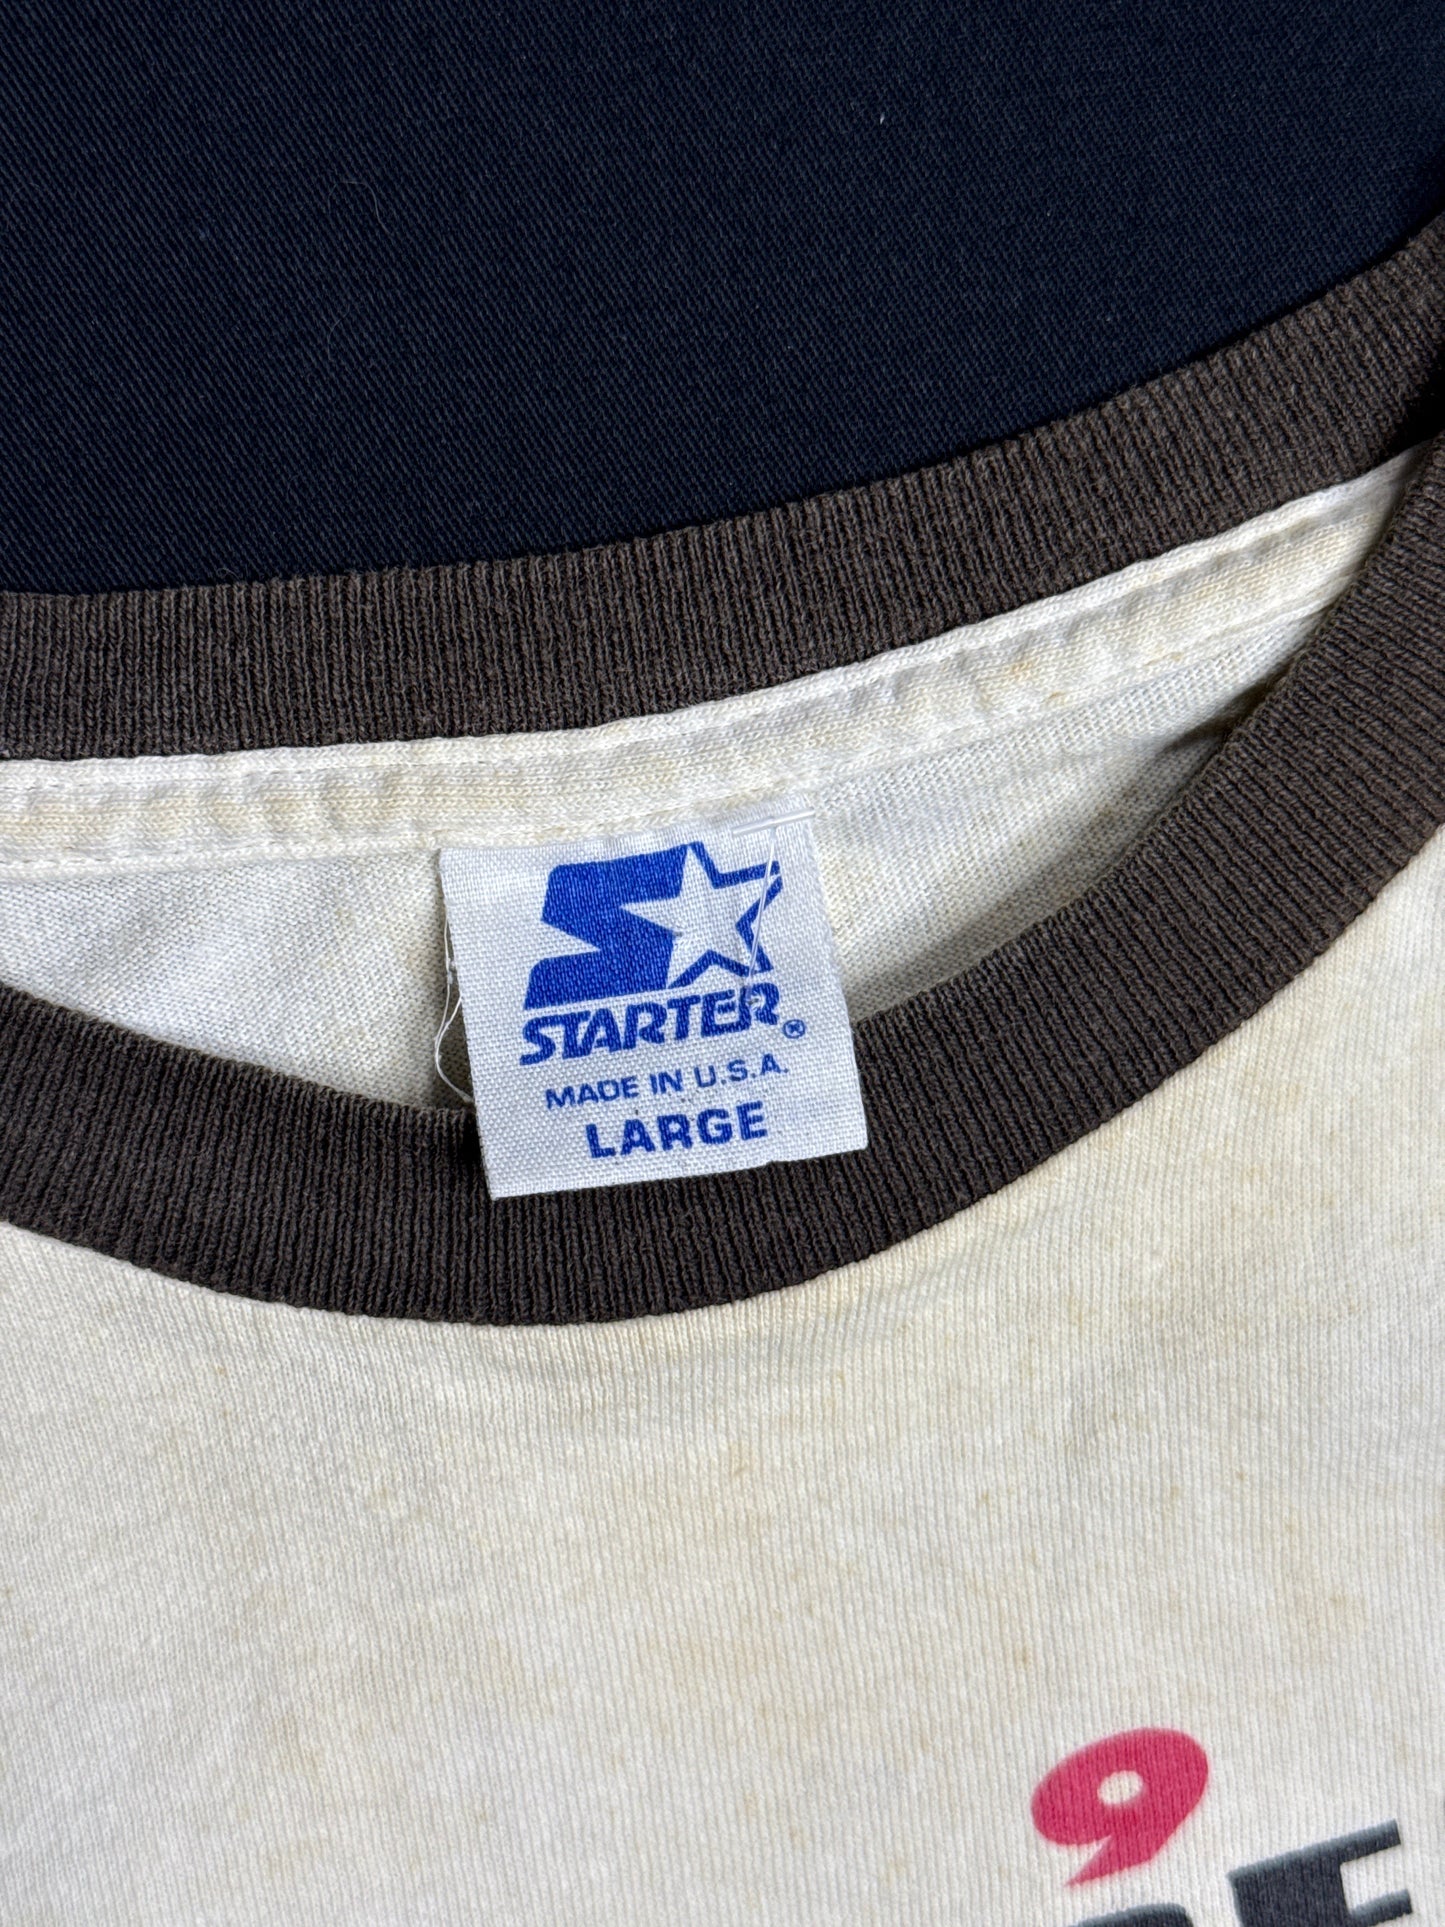 STARTER®
MADE IN U.S.A.
LARGE
9